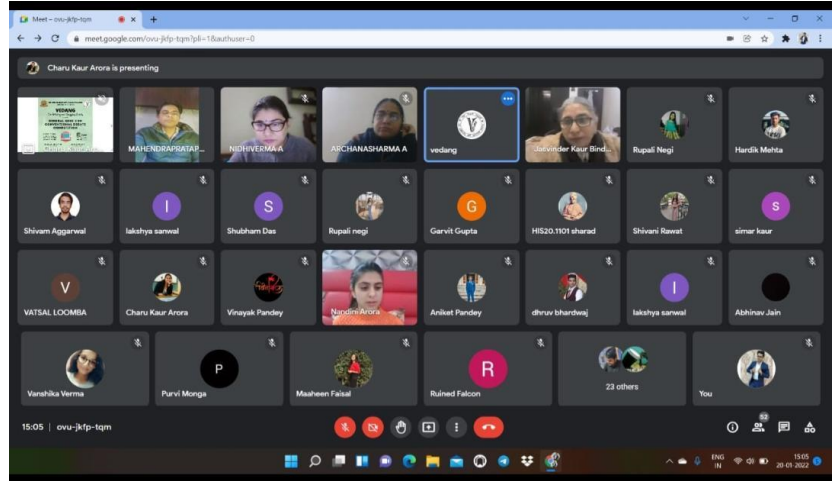 Meet – ovu-jkfp-tqm
meet.google.com/ovu-jkfp-tqm?pli=1&authuser=0
Charu Kaur Arora is presenting
VEDANG
MAHENDRAPRATAP...
NIDHIVERMA A
ARCHANASHARMA A
vedang
Jasvinder Kaur Bind...
Rupali Negi
Hardik Mehta
Shivam Aggarwal
I
lakshya sanwal
S
Shubham Das
Rupali negi
G
Garvit Gupta
HIS20.1101 sharad
Shivani Rawat
s
simar kaur
V
VATSAL LOOMBA
Charu Kaur Arora
Vinayak Pandey
Nandini Arora
Aniket Pandey
dhruv bhardwaj
I
lakshya sanwal
Abhinav Jain
Vanshika Verma
P
Purvi Monga
Maaheen Faisal
R
Ruined Falcon
23 others
You
15:05 | ovu-jkfp-tqm
52
ENG
IN
15:05
20-01-2022